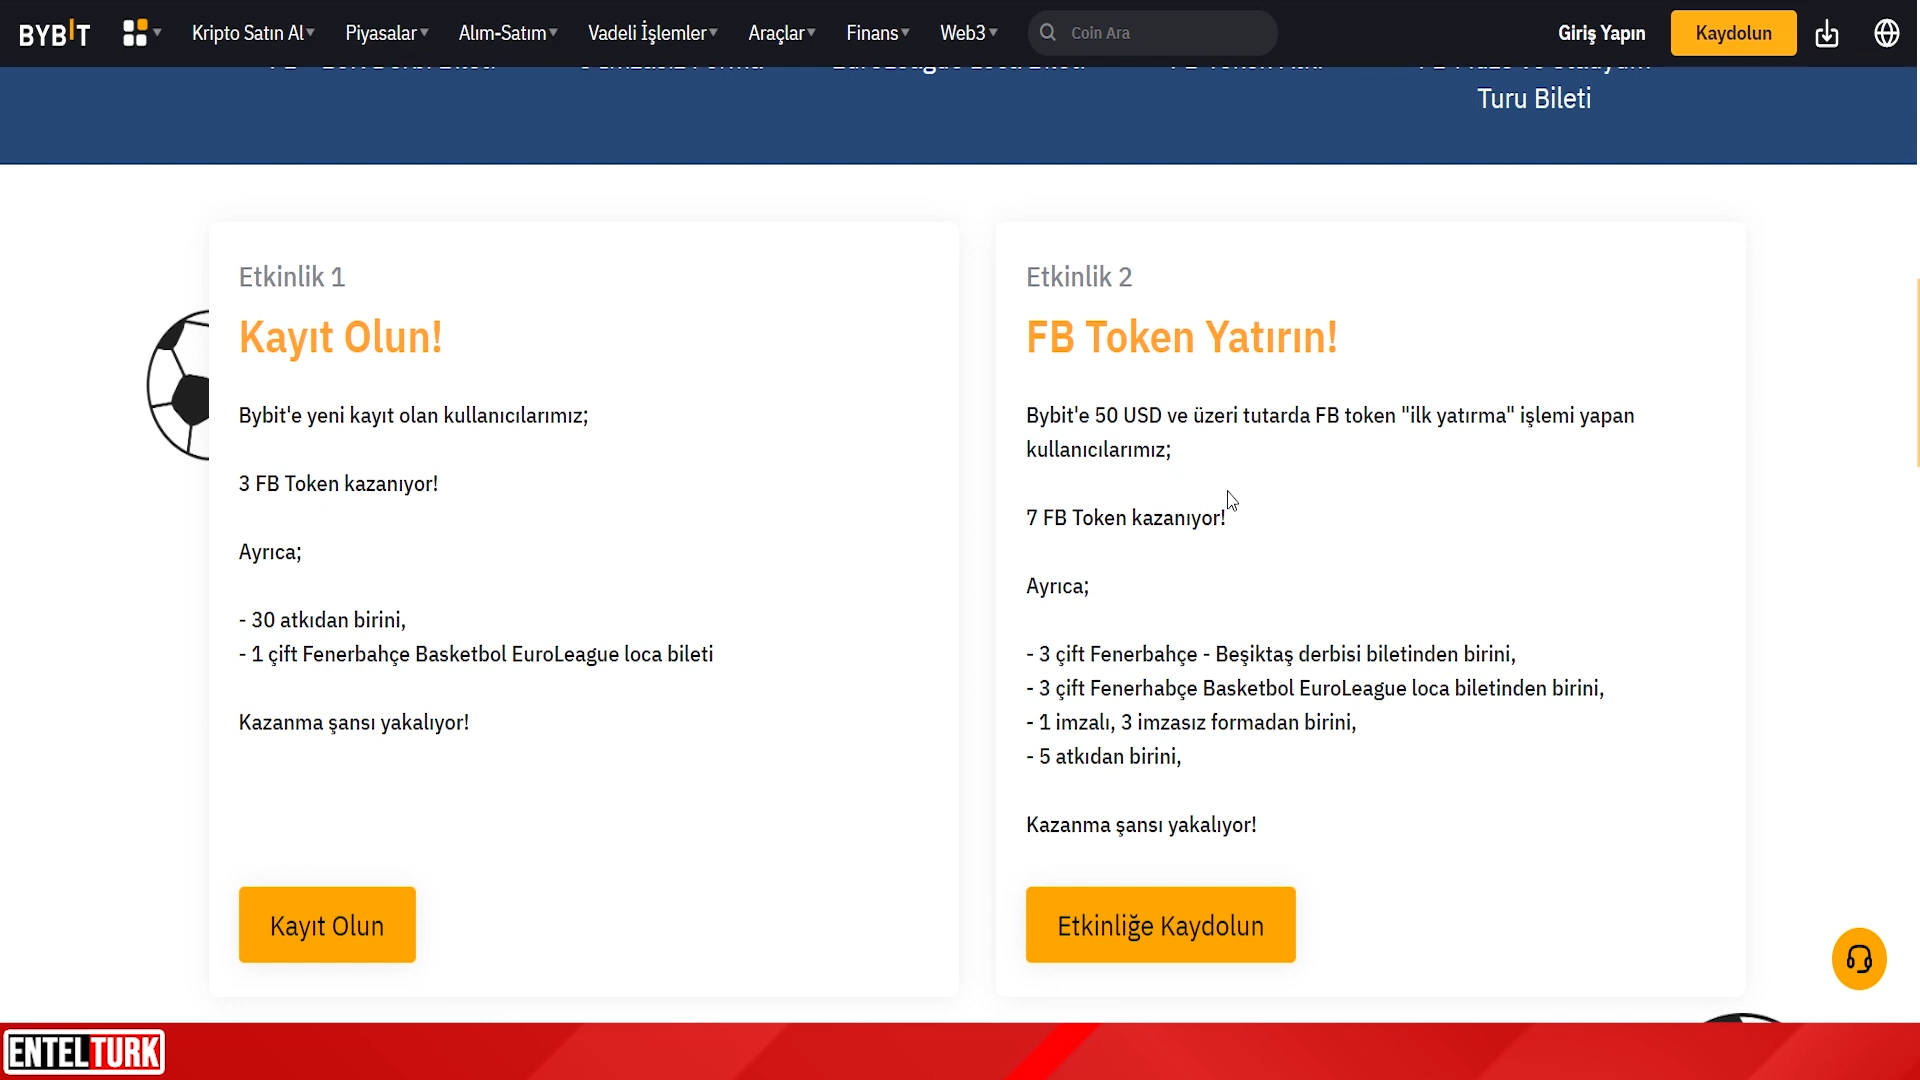 BYBIT
Kripto Satın Al
Piyasalar
Alım-Satım
Vadeli İşlemler
Araçlar
Finans
Web3
Coin Ara
Giriş Yapın
Kaydolun
Turu Bileti
Etkinlik 1
Kayıt Olun!
Bybit'e yeni kayıt olan kullanıcılarımız;
3 FB Token kazanıyor!
Ayrıca;
- 30 atkıdan birini,
- 1 çift Fenerbahçe Basketbol EuroLeague loca bileti
Kazanma şansı yakalıyor!
Kayıt Olun
Etkinlik 2
FB Token Yatırın!
Bybit'e 50 USD ve üzeri tutarda FB token "ilk yatırma" işlemi yapan
kullanıcılarımız;
7 FB Token kazanıyor!
Ayrıca;
- 3 çift Fenerbahçe - Beşiktaş derbisi biletinden birini,
- 3 çift Fenerhabçe Basketbol EuroLeague loca biletinden birini,
- 1 imzalı, 3 imzasız formadan birini,
- 5 atkıdan birini,
Kazanma şansı yakalıyor!
Etkinliğe Kaydolun
ENTELTURK